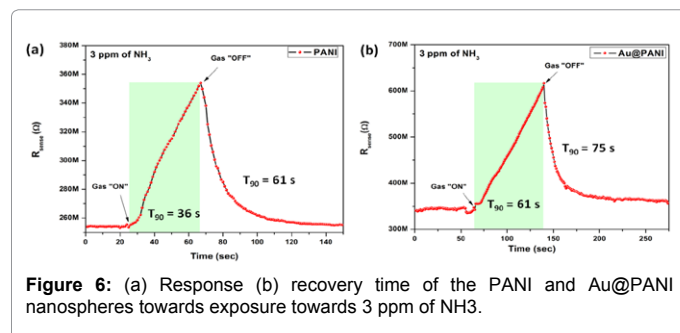 (a)
3 ppm of NH₃
PANI
Gas "OFF"
Gas "ON"
T₉₀ = 36 s
T₉₀ = 61 s
R_sense (Ω)
360M
340M
320M
300M
280M
260M
0 20 40 60 80 100 120 140
Time (sec)
(b)
3 ppm of NH₃
Au@PANI
Gas "OFF"
Gas "ON"
T₉₀ = 61 s
T₉₀ = 75 s
R_sense (Ω)
700M
600M
500M
400M
300M
0 50 100 150 200 250
Time (sec)
Figure 6: (a) Response (b) recovery time of the PANI and Au@PANI
nanospheres towards exposure towards 3 ppm of NH3.